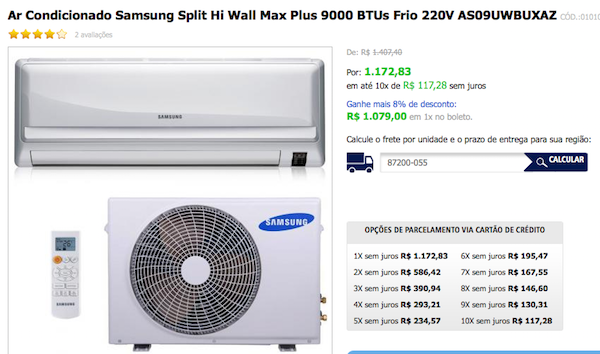 Ar Condicionado Samsung Split Hi Wall Max Plus 9000 BTUs Frio 220V AS09UWBUXAZ CÓD.:01010
2 avaliações
De: R$ 1.407,40
Por: 1.172,83
em até 10x de R$ 117,28 sem juros
Ganhe mais 8% de desconto:
R$ 1.079,00 em 1x no boleto.
Calcule o frete por unidade e o prazo de entrega para sua região:
87200-055 CALCULAR
SAMSUNG
SAMSUNG
SAMSUNG
OPÇÕES DE PARCELAMENTO VIA CARTÃO DE CRÉDITO
1X sem juros R$ 1.172,83 6X sem juros R$ 195,47
2X sem juros R$ 586,42 7X sem juros R$ 167,55
3X sem juros R$ 390,94 8X sem juros R$ 146,60
4X sem juros R$ 293,21 9X sem juros R$ 130,31
5X sem juros R$ 234,57 10X sem juros R$ 117,28